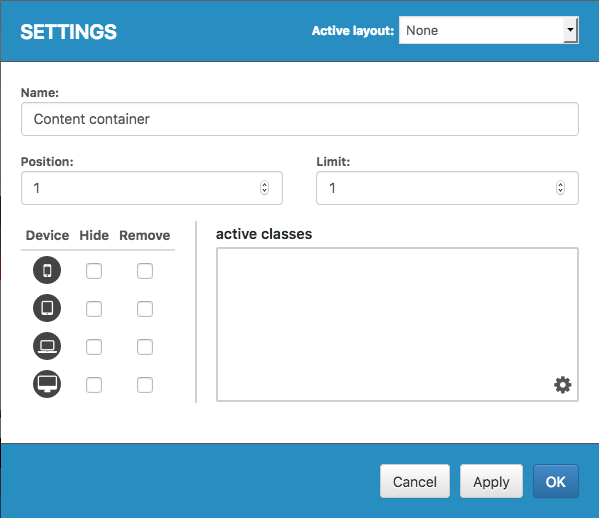 SETTINGS
Active layout: None
Name:
Content container
Position: Limit:
1 1
Device Hide Remove active classes
Cancel Apply OK